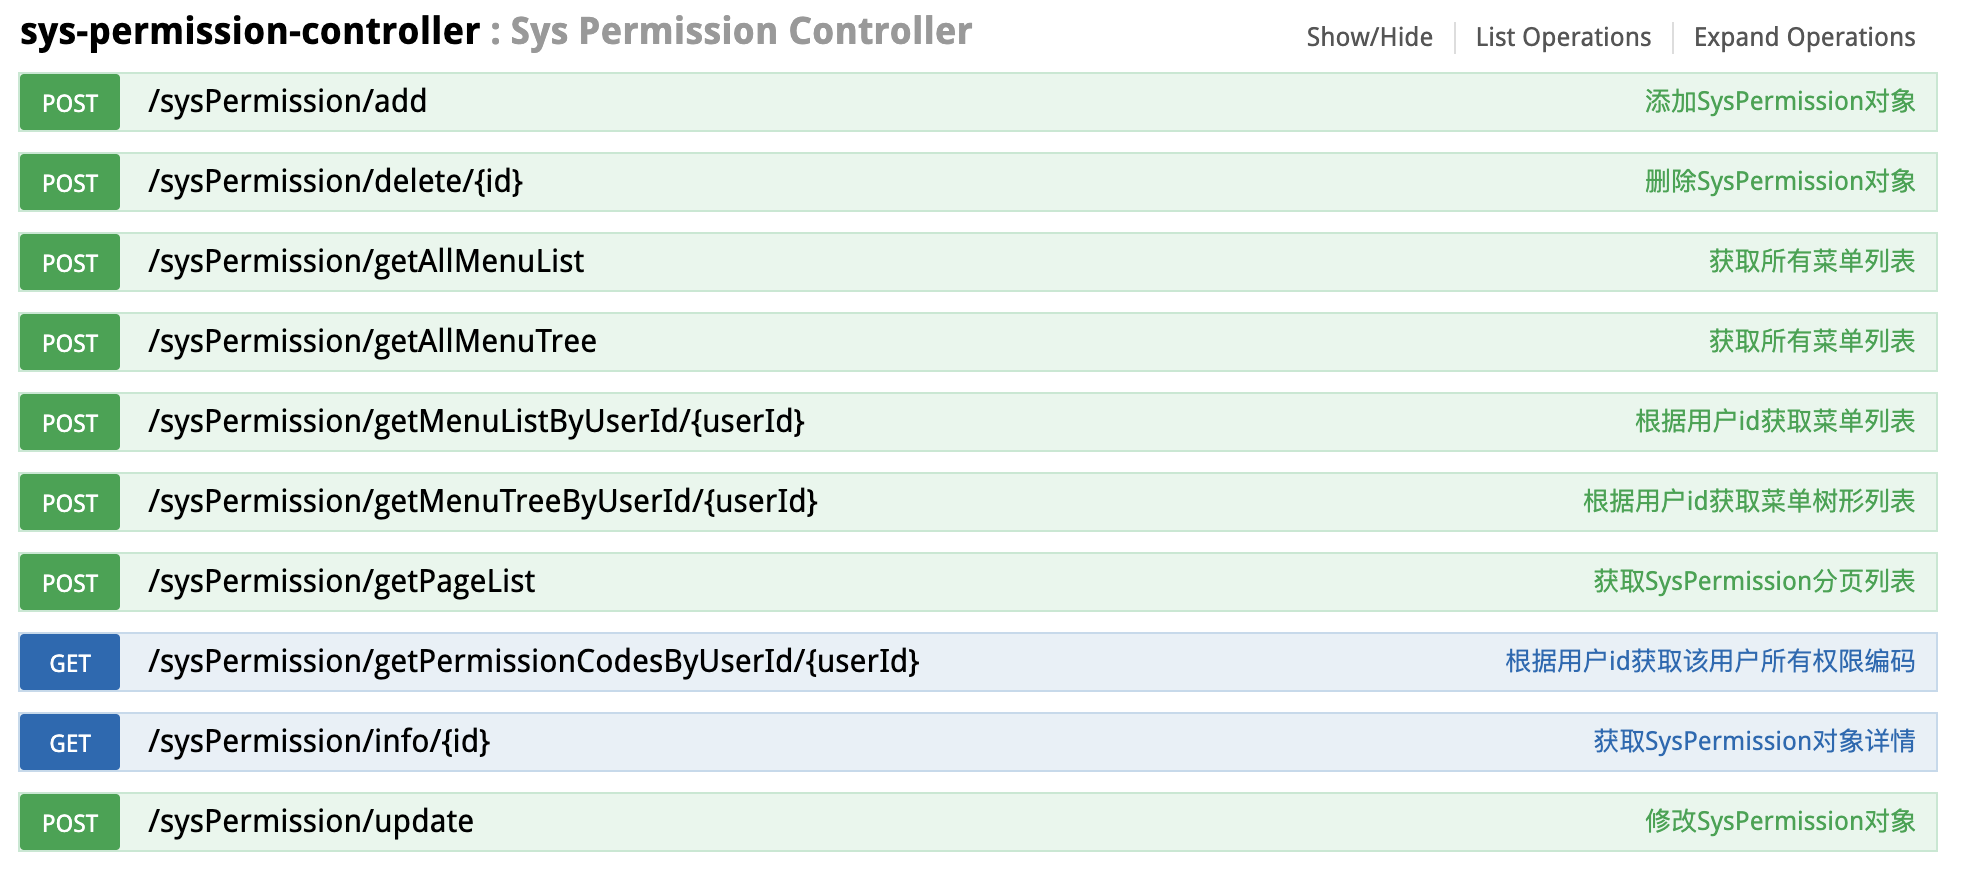 sys-permission-controller : Sys Permission Controller Show/Hide List Operations Expand Operations
POST /sysPermission/add 添加SysPermission对象
POST /sysPermission/delete/{id} 删除SysPermission对象
POST /sysPermission/getAllMenuList 获取所有菜单列表
POST /sysPermission/getAllMenuTree 获取所有菜单列表
POST /sysPermission/getMenuListByUserId/{userId} 根据用户id获取菜单列表
POST /sysPermission/getMenuTreeByUserId/{userId} 根据用户id获取菜单树形列表
POST /sysPermission/getPageList 获取SysPermission分页列表
GET /sysPermission/getPermissionCodesByUserId/{userId} 根据用户id获取该用户所有权限编码
GET /sysPermission/info/{id} 获取SysPermission对象详情
POST /sysPermission/update 修改SysPermission对象